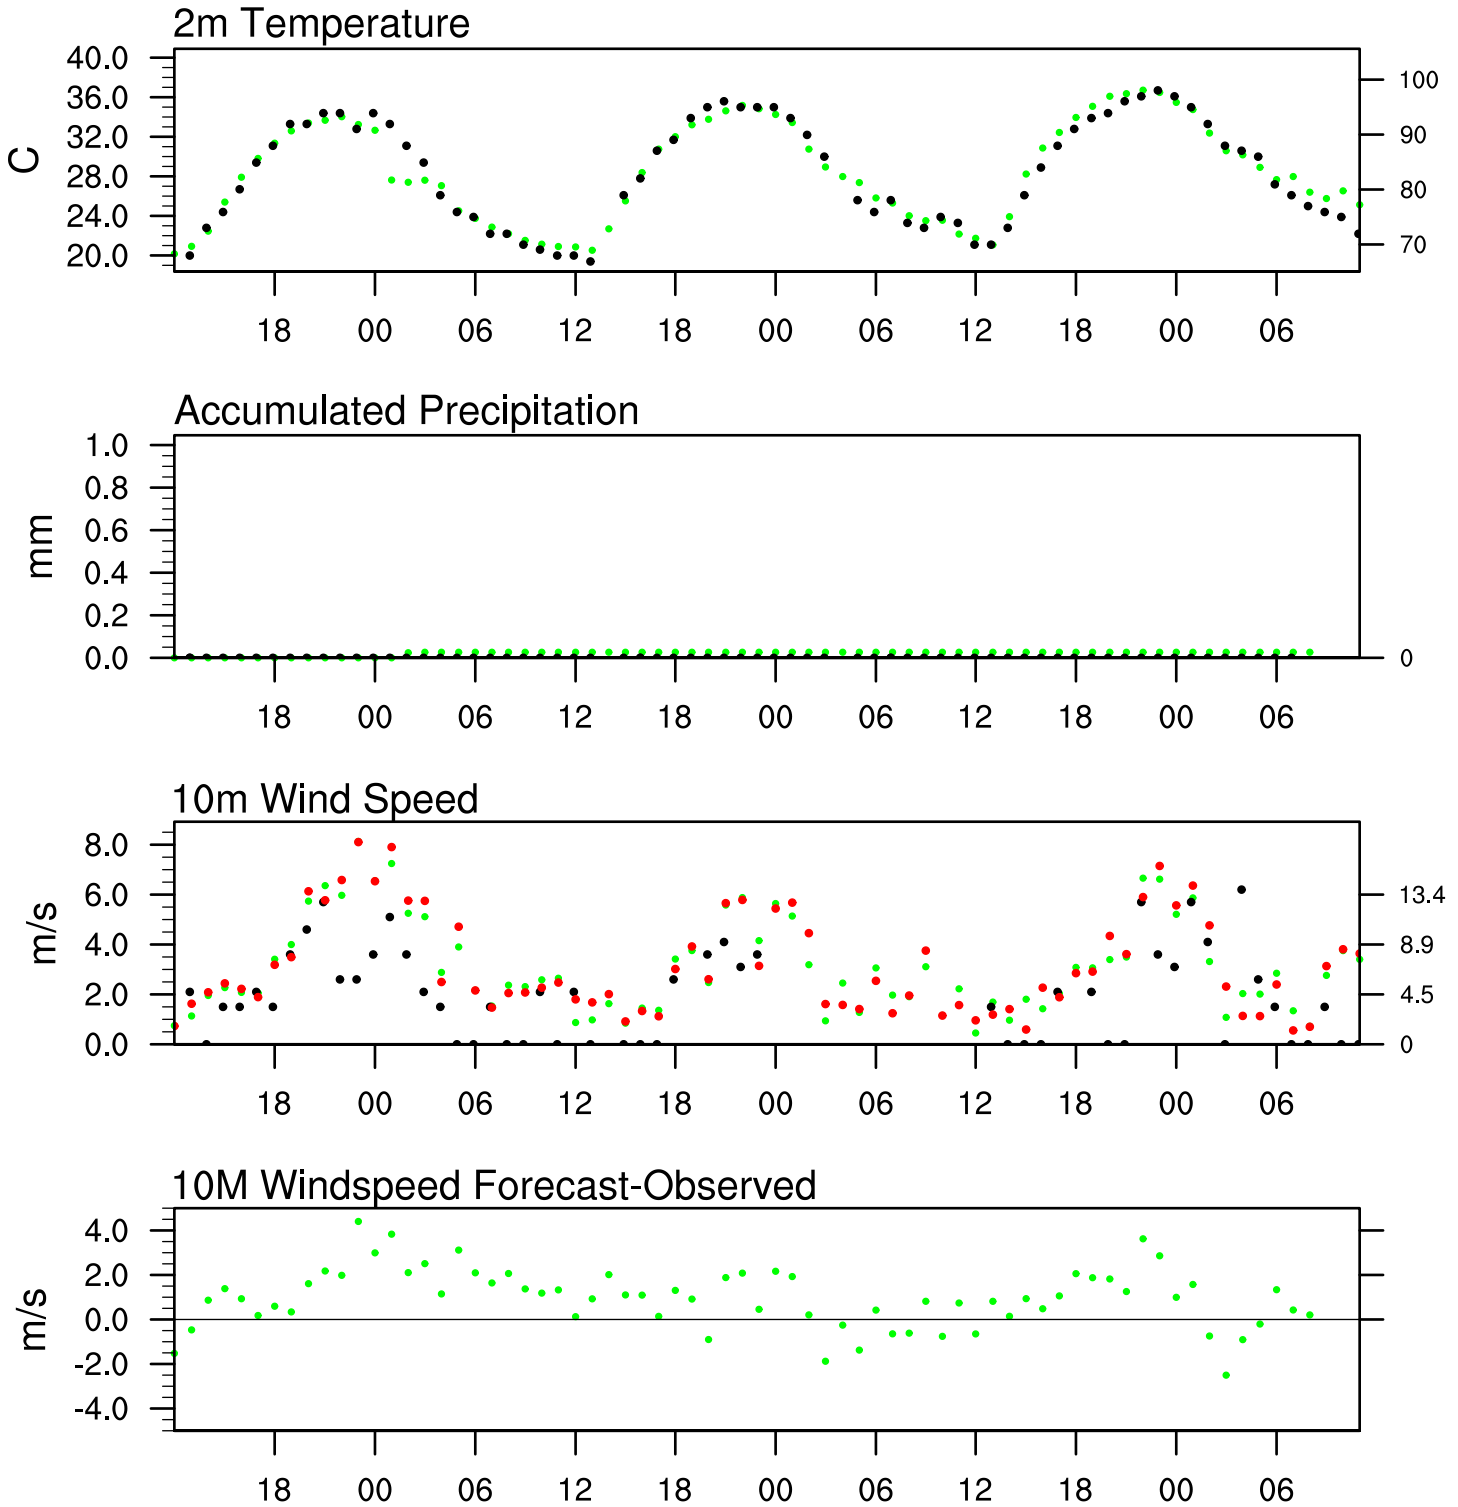 2m Temperature
40.0
36.0
32.0
28.0
24.0
20.0
C
100
90
80
70
18 00 06 12 18 00 06 12 18 00 06
Accumulated Precipitation
1.0
0.8
0.6
0.4
0.2
0.0
mm
0
18 00 06 12 18 00 06 12 18 00 06
10m Wind Speed
8.0
6.0
4.0
2.0
0.0
m/s
13.4
8.9
4.5
0
18 00 06 12 18 00 06 12 18 00 06
10M Windspeed Forecast-Observed
4.0
2.0
0.0
-2.0
-4.0
m/s
18 00 06 12 18 00 06 12 18 00 06